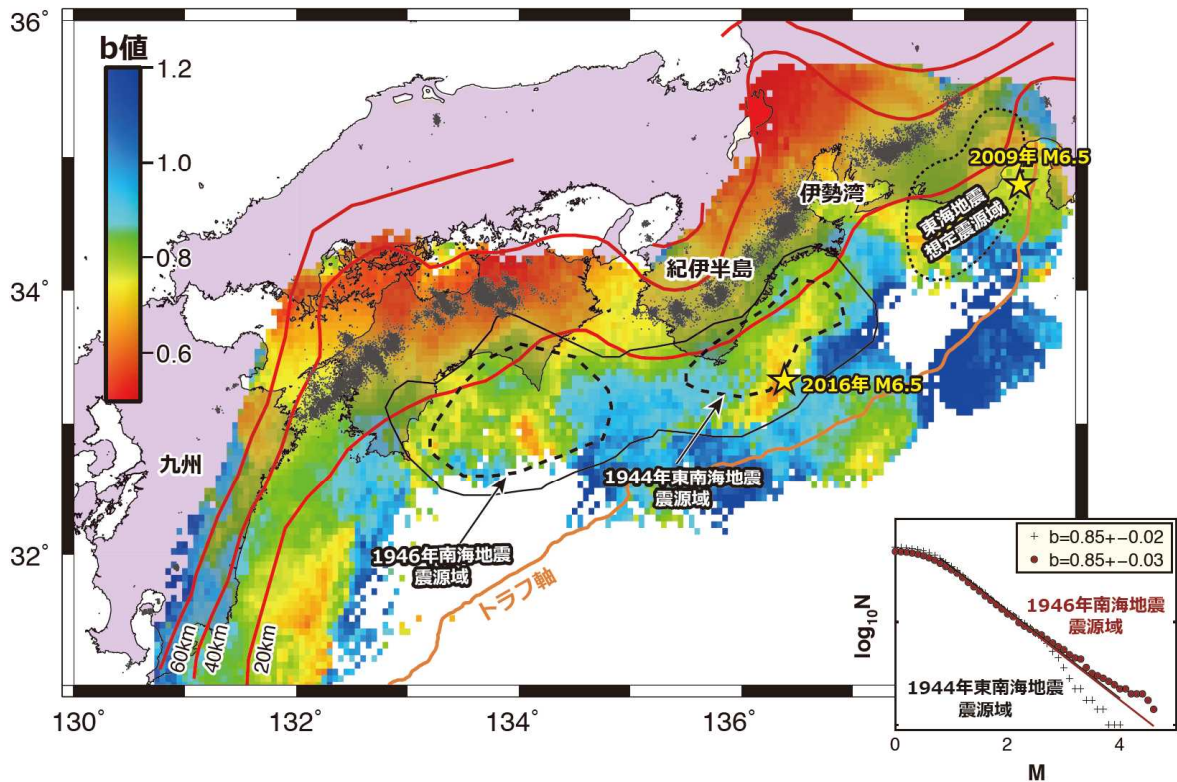 36°
34°
32°
130°
132°
134°
136°
b値
1.2
1.0
0.8
0.6
2009年 M6.5
伊勢湾
東海地震
想定震源域
紀伊半島
2016年 M6.5
九州
1944年東南海地震
震源域
1946年南海地震
震源域
トラフ軸
60km
40km
20km
b=0.85+-0.02
b=0.85+-0.03
1946年南海地震
震源域
1944年東南海地震
震源域
log10N
0
2
4
M